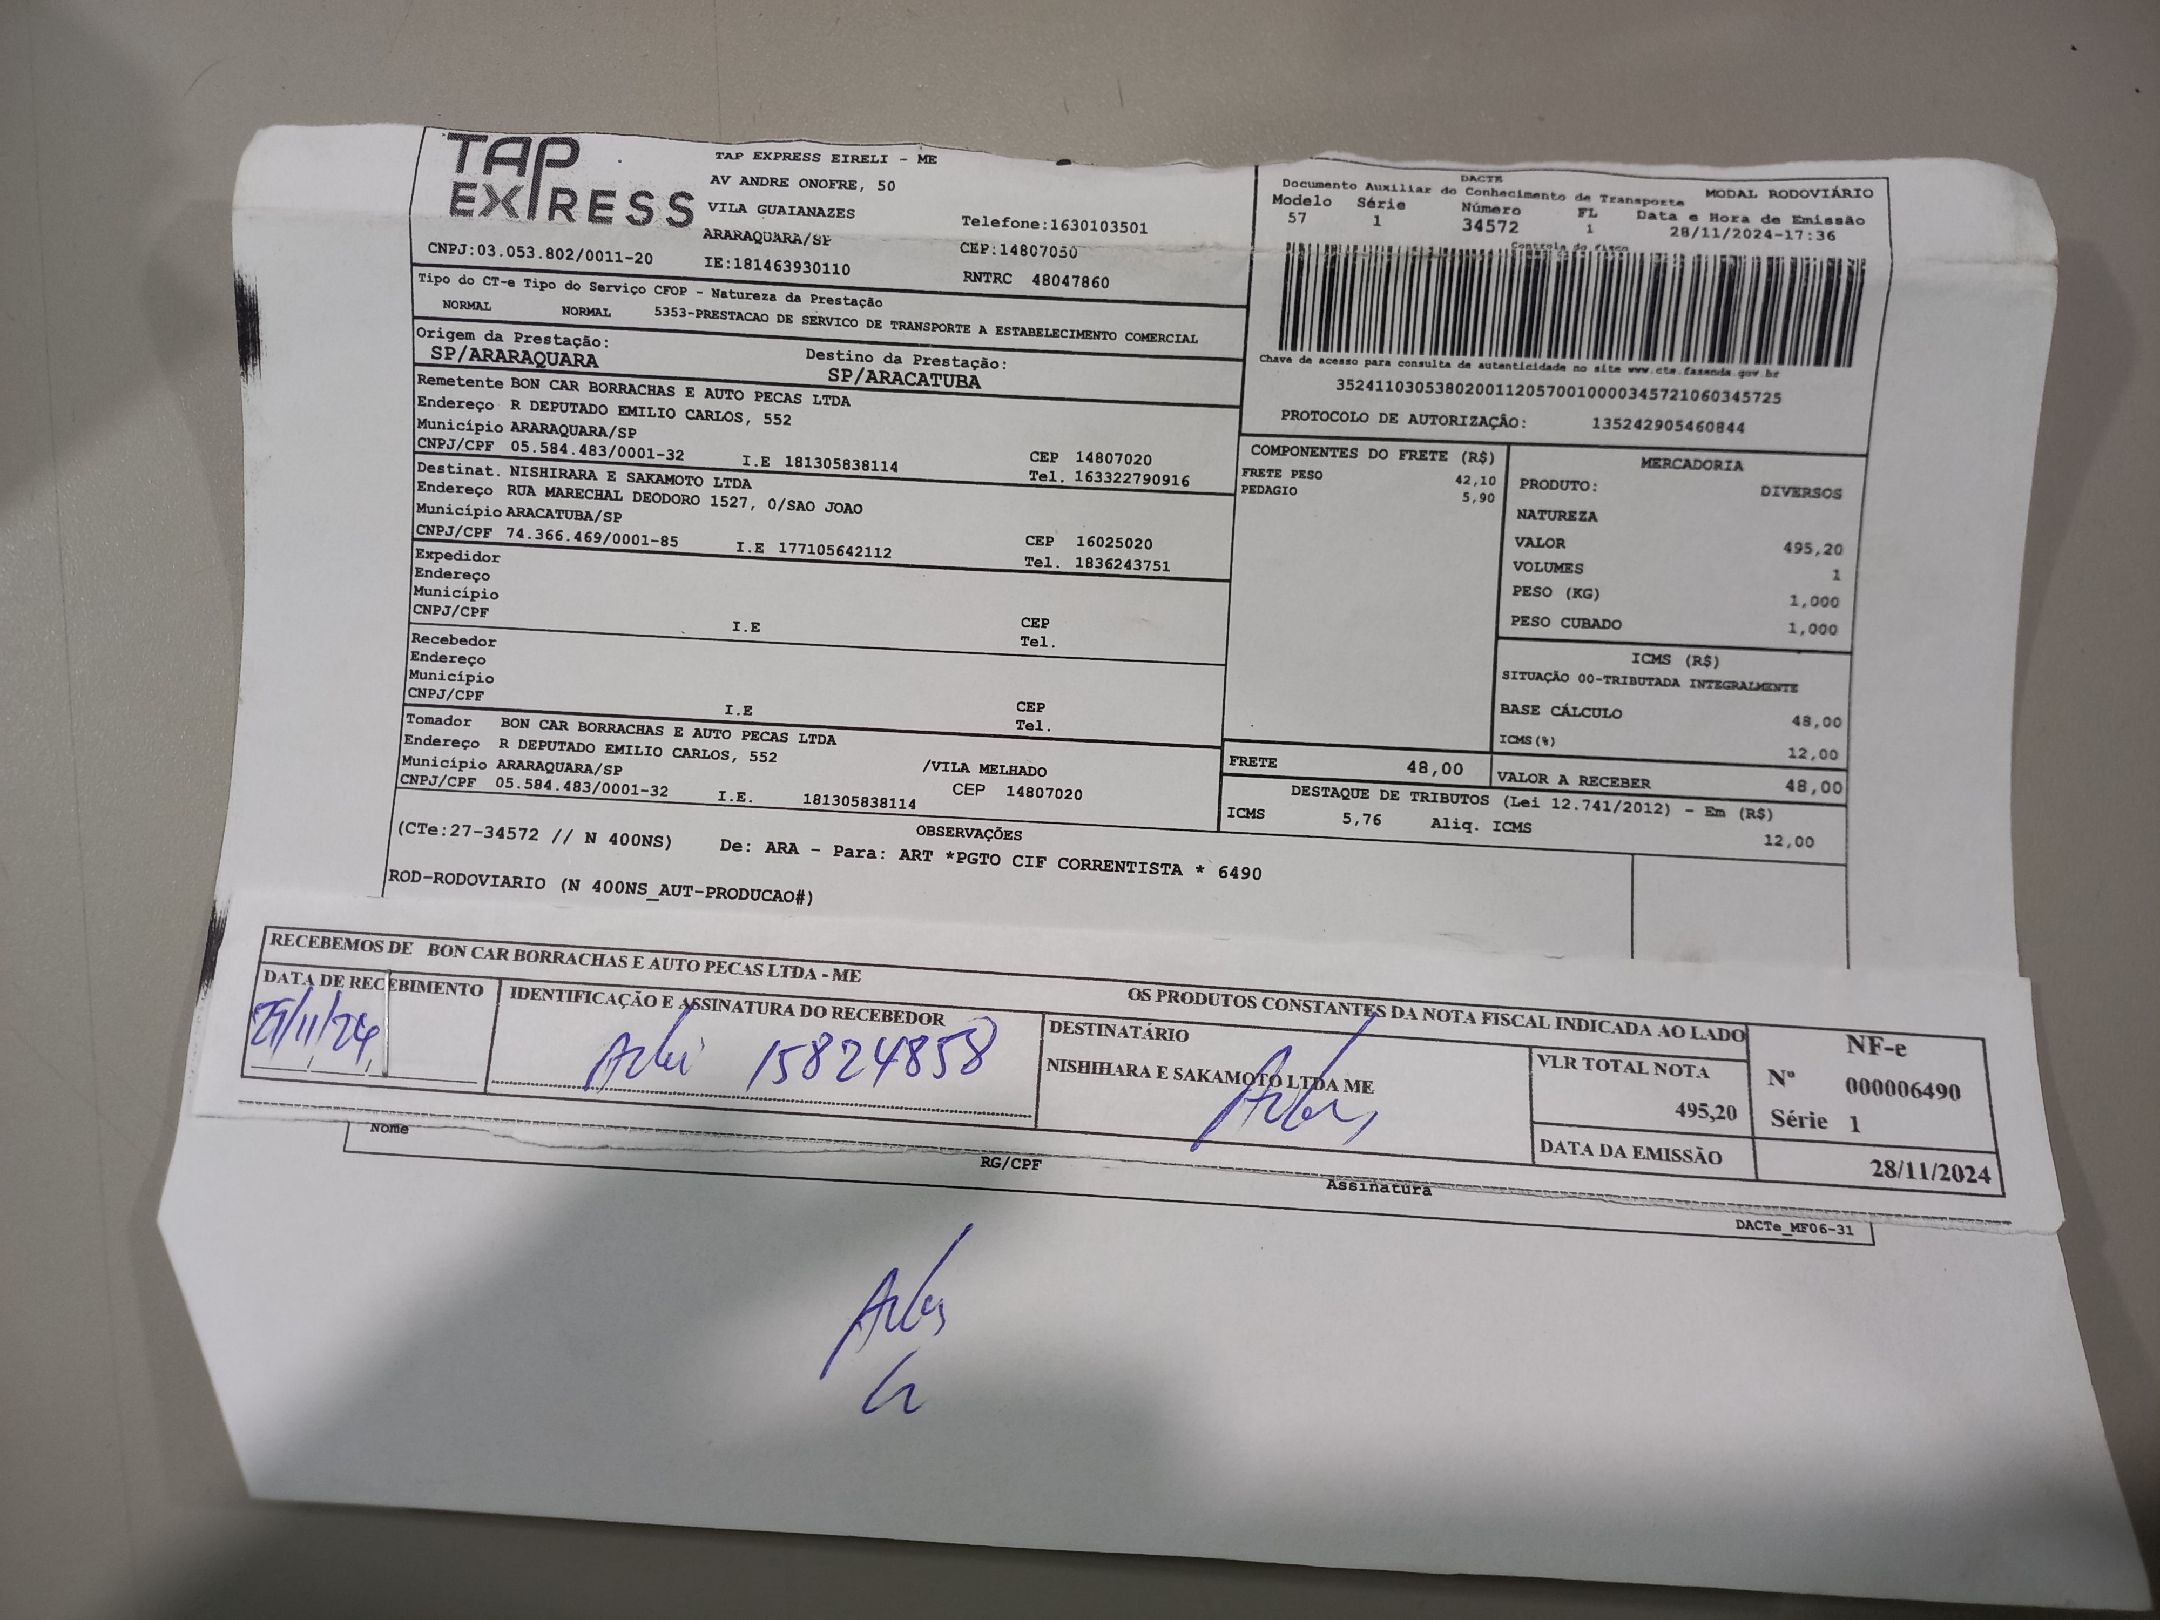 TAP EXPRESS
TAP EXPRESS EIRELI - ME
AV ANDRE ONOFRE, 50
VILA GUAIANAZES
Telefone:1630103501
ARARAQUARA/SP
CEP:14807050
CNPJ:03.053.802/0011-20
IE:181463930110
RNTRC 48047860
DACTE
Documento Auxiliar do Conhecimento de Transporte
MODAL RODOVIÁRIO
Modelo Série Número FL Data e Hora de Emissão
57 1 34572 1 28/11/2024-17:36
Controle do fisco
Chave de acesso para consulta de autenticidade no site www.cte.fazenda.gov.br
35241103053802001120570010000345721060345725
PROTOCOLO DE AUTORIZAÇÃO: 135242905460844
Tipo do CT-e Tipo do Serviço CFOP - Natureza da Prestação
NORMAL NORMAL 5353-PRESTACAO DE SERVICO DE TRANSPORTE A ESTABELECIMENTO COMERCIAL
Origem da Prestação: Destino da Prestação:
SP/ARARAQUARA SP/ARACATUBA
Remetente BON CAR BORRACHAS E AUTO PECAS LTDA
Endereço R DEPUTADO EMILIO CARLOS, 552
Município ARARAQUARA/SP CEP 14807020
CNPJ/CPF 05.584.483/0001-32 I.E 181305838114 Tel. 163322790916
Destinat. NISHIRARA E SAKAMOTO LTDA
Endereço RUA MARECHAL DEODORO 1527, 0/SAO JOAO
Município ARACATUBA/SP CEP 16025020
CNPJ/CPF 74.366.469/0001-85 I.E 177105642112 Tel. 1836243751
Expedidor
Endereço
Município CEP
CNPJ/CPF I.E Tel.
Recebedor
Endereço
Município CEP
CNPJ/CPF I.E Tel.
Tomador BON CAR BORRACHAS E AUTO PECAS LTDA
Endereço R DEPUTADO EMILIO CARLOS, 552 /VILA MELHADO
Município ARARAQUARA/SP CEP 14807020
CNPJ/CPF 05.584.483/0001-32 I.E. 181305838114
COMPONENTES DO FRETE (R$)
FRETE PESO 42,10
PEDAGIO 5,90
MERCADORIA
PRODUTO: DIVERSOS
NATUREZA
VALOR 495,20
VOLUMES 1
PESO (KG) 1,000
PESO CUBADO 1,000
ICMS (R$)
SITUAÇÃO 00-TRIBUTADA INTEGRALMENTE
BASE CÁLCULO 48,00
ICMS(%) 12,00
FRETE 48,00 VALOR A RECEBER 48,00
DESTAQUE DE TRIBUTOS (Lei 12.741/2012) - Em (R$)
ICMS 5,76 Aliq. ICMS 12,00
OBSERVAÇÕES
(CTe:27-34572 // N 400NS) De: ARA - Para: ART *PGTO CIF CORRENTISTA * 6490
ROD-RODOVIARIO (N 400NS_AUT-PRODUCAO#)
RECEBEMOS DE BON CAR BORRACHAS E AUTO PECAS LTDA - ME OS PRODUTOS CONSTANTES DA NOTA FISCAL INDICADA AO LADO
DATA DE RECEBIMENTO
IDENTIFICAÇÃO E ASSINATURA DO RECEBEDOR
15824858
DESTINATÁRIO
NISHIHARA E SAKAMOTO LTDA ME
VLR TOTAL NOTA
495,20
DATA DA EMISSÃO
28/11/2024
NF-e
Nº 000006490
Série 1
Nome
RG/CPF
Assinatura
DACTe_MF06-31